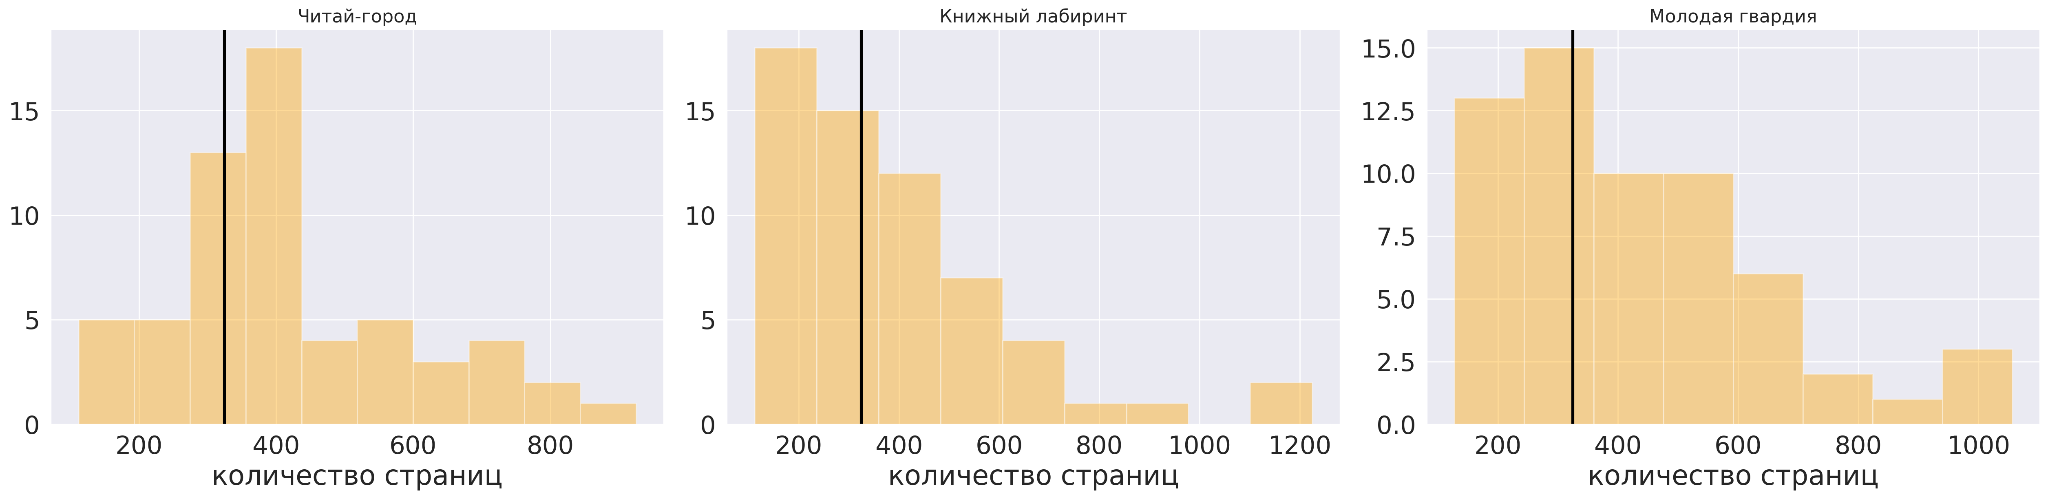 Читай-город
15
10
5
0
200 400 600 800
количество страниц
Книжный лабиринт
15
10
5
0
200 400 600 800 1000 1200
количество страниц
Молодая гвардия
15.0
12.5
10.0
7.5
5.0
2.5
0.0
200 400 600 800 1000
количество страниц